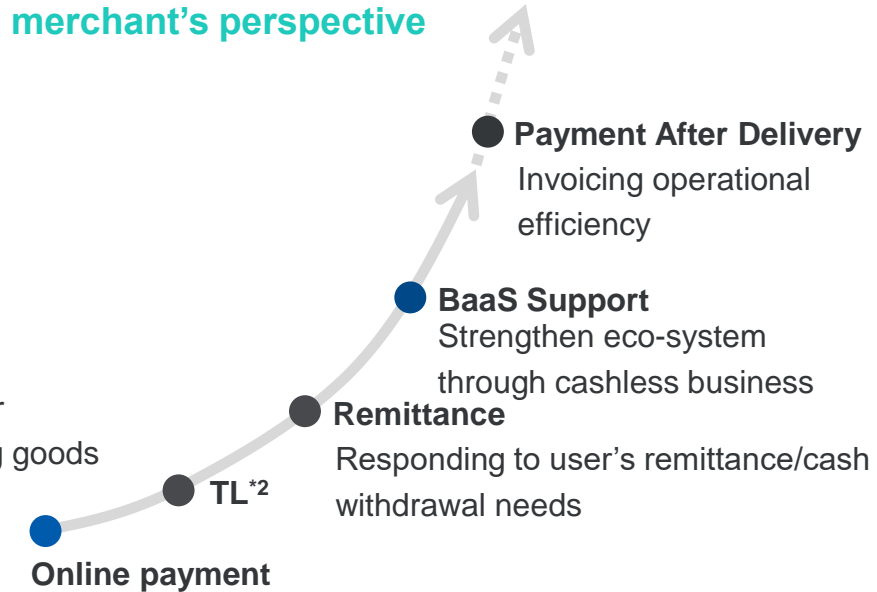 merchant's perspective
Payment After Delivery
Invoicing operational
efficiency
BaaS Support
Strengthen eco-system
through cashless business
Remittance
goods
Responding to user's remittance/cash
withdrawal needs
TL*2
Online payment